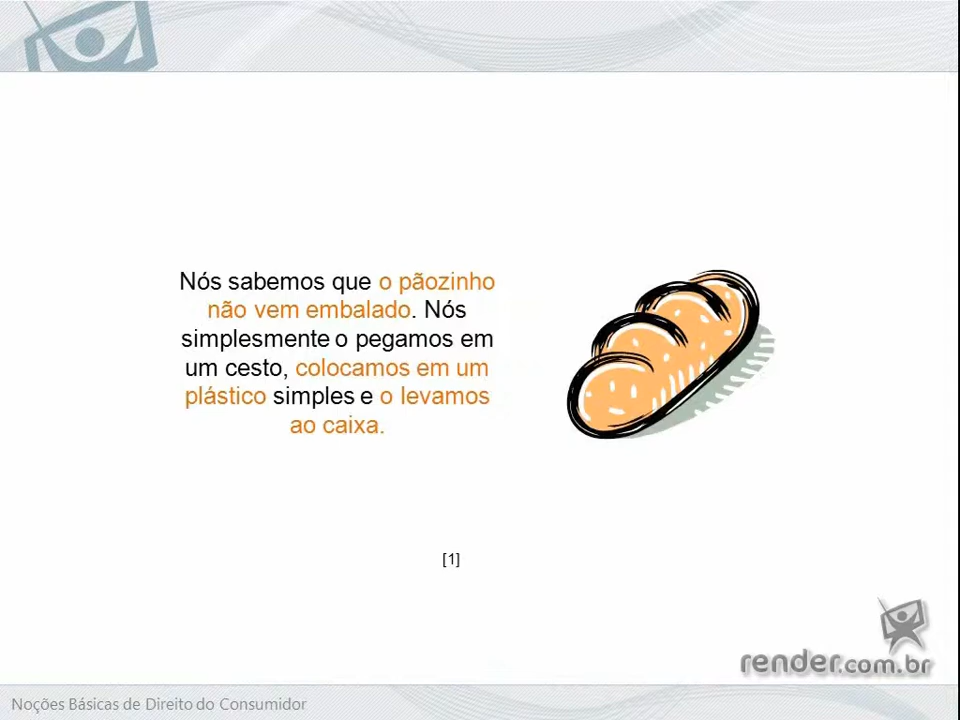 Nós sabemos que o pãozinho
não vem embalado. Nós
simplesmente o pegamos em
um cesto, colocamos em um
plástico simples e o levamos
ao caixa.
[1]
render.com.br
Noções Básicas de Direito do Consumidor